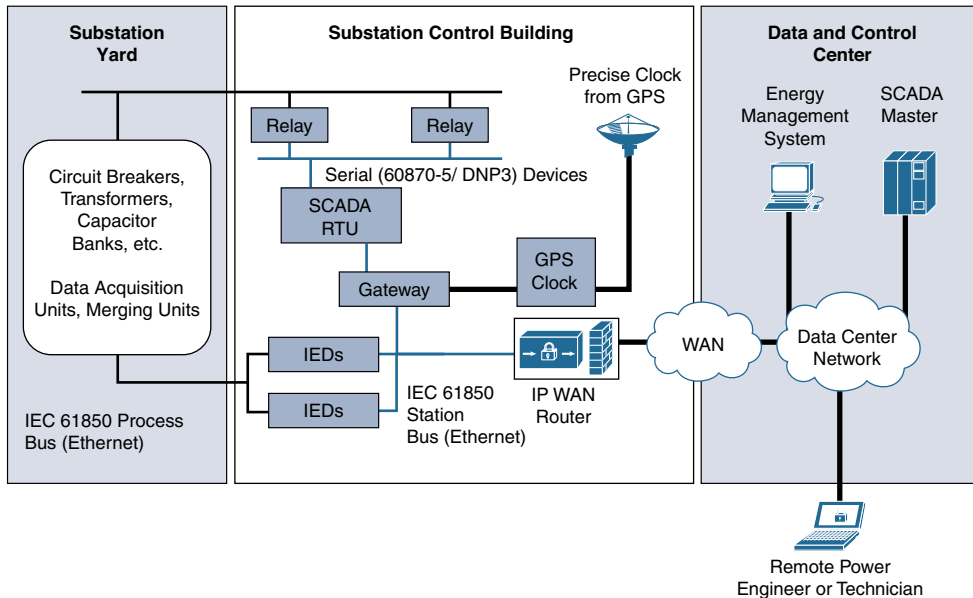 Substation
Yard
Circuit Breakers,
Transformers,
Capacitor
Banks, etc.
Data Acquisition
Units, Merging Units
IEC 61850 Process
Bus (Ethernet)
Substation Control Building
Relay
Relay
Serial (60870-5/ DNP3) Devices
SCADA
RTU
Gateway
GPS
Clock
Precise Clock
from GPS
IEDs
IEDs
IEC 61850
Station
Bus (Ethernet)
IP WAN
Router
WAN
Data and Control
Center
Energy
Management
System
SCADA
Master
Data Center
Network
Remote Power
Engineer or Technician